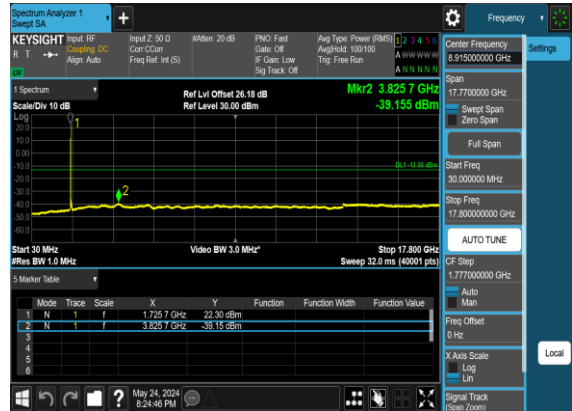 Spectrum Analyzer 1
Swept SA
+
Frequency
KEYSIGHT
R T
LW
Input: RF
Coupling: DC
Align: Auto
Input Z: 50 Ω
Corr CCorr
Freq Ref: Int (S)
#Atten: 20 dB
PNO: Fast
Gate: Off
IF Gain: Low
Sig Track: Off
Avg Type: Power (RMS)
Avg|Hold: 100/100
Trig: Free Run
1 2 3 4 5 6
A W W W W W
A N N N N N
1 Spectrum
Scale/Div 10 dB
Ref Lvl Offset 26.18 dB
Ref Level 30.00 dBm
Mkr2 3.825 7 GHz
-39.155 dBm
Log
20.0
10.0
0.00
-10.0
-20.0
-30.0
-40.0
-50.0
-60.0
1
2
DL1 -13.00 dBm
Start 30 MHz
#Res BW 1.0 MHz
Video BW 3.0 MHz*
Stop 17.800 GHz
Sweep 32.0 ms (40001 pts)
5 Marker Table
Mode Trace Scale X Y Function Function Width Function Value
1 N 1 f 1.725 7 GHz 22.30 dBm
2 N 1 f 3.825 7 GHz -39.15 dBm
3
4
5
6
May 24, 2024
8:24:46 PM
Center Frequency
8.915000000 GHz
Settings
Span
17.7700000 GHz
Swept Span
Zero Span
Full Span
Start Freq
30.000000 MHz
Stop Freq
17.800000000 GHz
AUTO TUNE
CF Step
1.777000000 GHz
Auto
Man
Freq Offset
0 Hz
X Axis Scale
Log
Lin
Local
Signal Track
(Span Zoom)